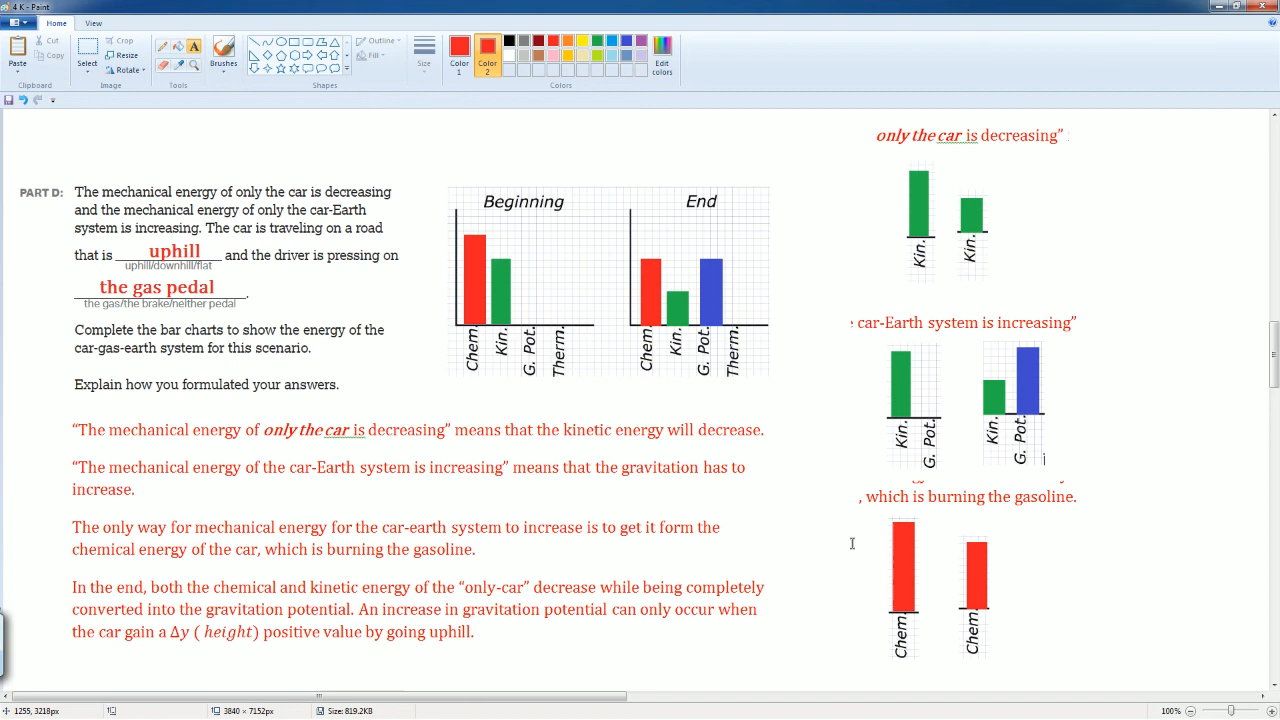 4 K - Paint
Home
View
Paste
Cut
Copy
Clipboard
Select
Crop
Resize
Rotate
Image
Tools
Brushes
Shapes
Outline
Fill
Size
Color
1
Color
2
Edit
colors
Colors
PART D:
The mechanical energy of only the car is decreasing
and the mechanical energy of only the car-Earth
system is increasing. The car is traveling on a road
that is uphill and the driver is pressing on
uphill/downhill/flat
the gas pedal.
the gas/the brake/neither pedal
Complete the bar charts to show the energy of the
car-gas-earth system for this scenario.
Explain how you formulated your answers.
Beginning
Chem.
Kin.
G. Pot.
Therm.
End
Chem.
Kin.
G. Pot.
Therm.
“The mechanical energy of only the car is decreasing” means that the kinetic energy will decrease.
“The mechanical energy of the car-Earth system is increasing” means that the gravitation has to
increase.
The only way for mechanical energy for the car-earth system to increase is to get it form the
chemical energy of the car, which is burning the gasoline.
In the end, both the chemical and kinetic energy of the “only-car” decrease while being completely
converted into the gravitation potential. An increase in gravitation potential can only occur when
the car gain a Δy ( height) positive value by going uphill.
only the car is decreasing”
Kin.
Kin.
car-Earth system is increasing”
Kin.
G. Pot.
Kin.
G. Pot.
, which is burning the gasoline.
Chem.
Chem.
1255, 3218px
3840 × 7152px
Size: 819.2KB
100%